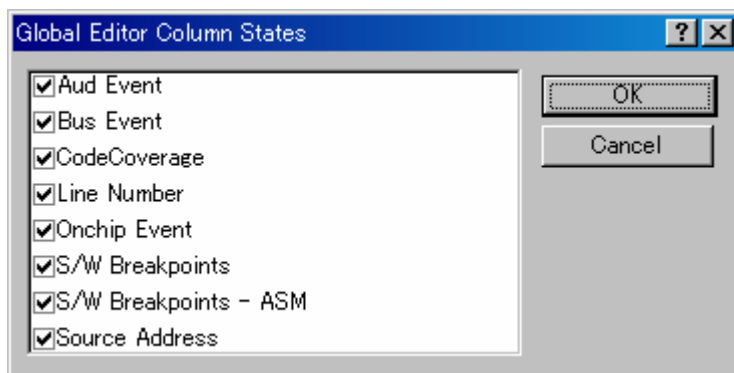 Global Editor Column States
Aud Event
Bus Event
CodeCoverage
Line Number
Onchip Event
S/W Breakpoints
S/W Breakpoints - ASM
Source Address
OK
Cancel